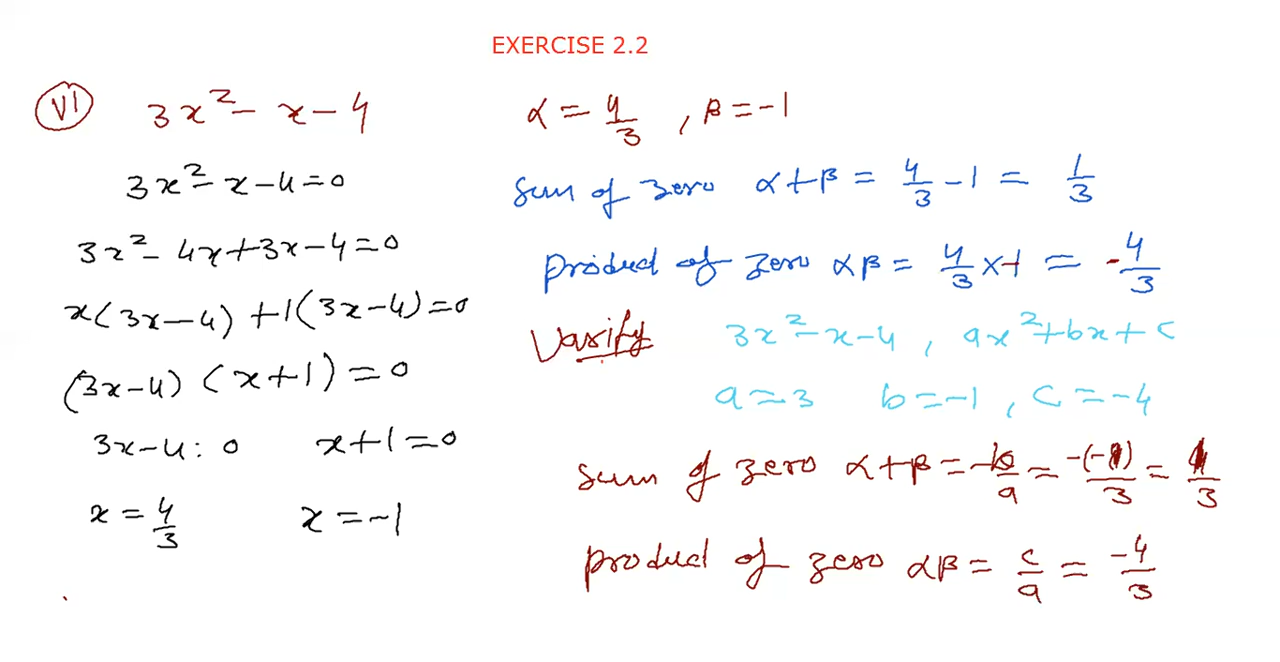 EXERCISE 2.2
VI 3x² - x - 4
3x² - x - 4 = 0
3x² - 4x + 3x - 4 = 0
x(3x - 4) + 1(3x - 4) = 0
(3x - 4) (x + 1) = 0
3x - 4 : 0 x + 1 = 0
x = 4/3 x = -1
α = 4/3 , β = -1
Sum of zero α + β = 4/3 - 1 = 1/3
product of zero αβ = 4/3 × -1 = -4/3
Varify 3x² - x - 4 , ax² + bx + c
a = 3 b = -1 , c = -4
sum of zero α + β = -b/a = -(-1)/3 = 1/3
product of zero αβ = c/a = -4/3